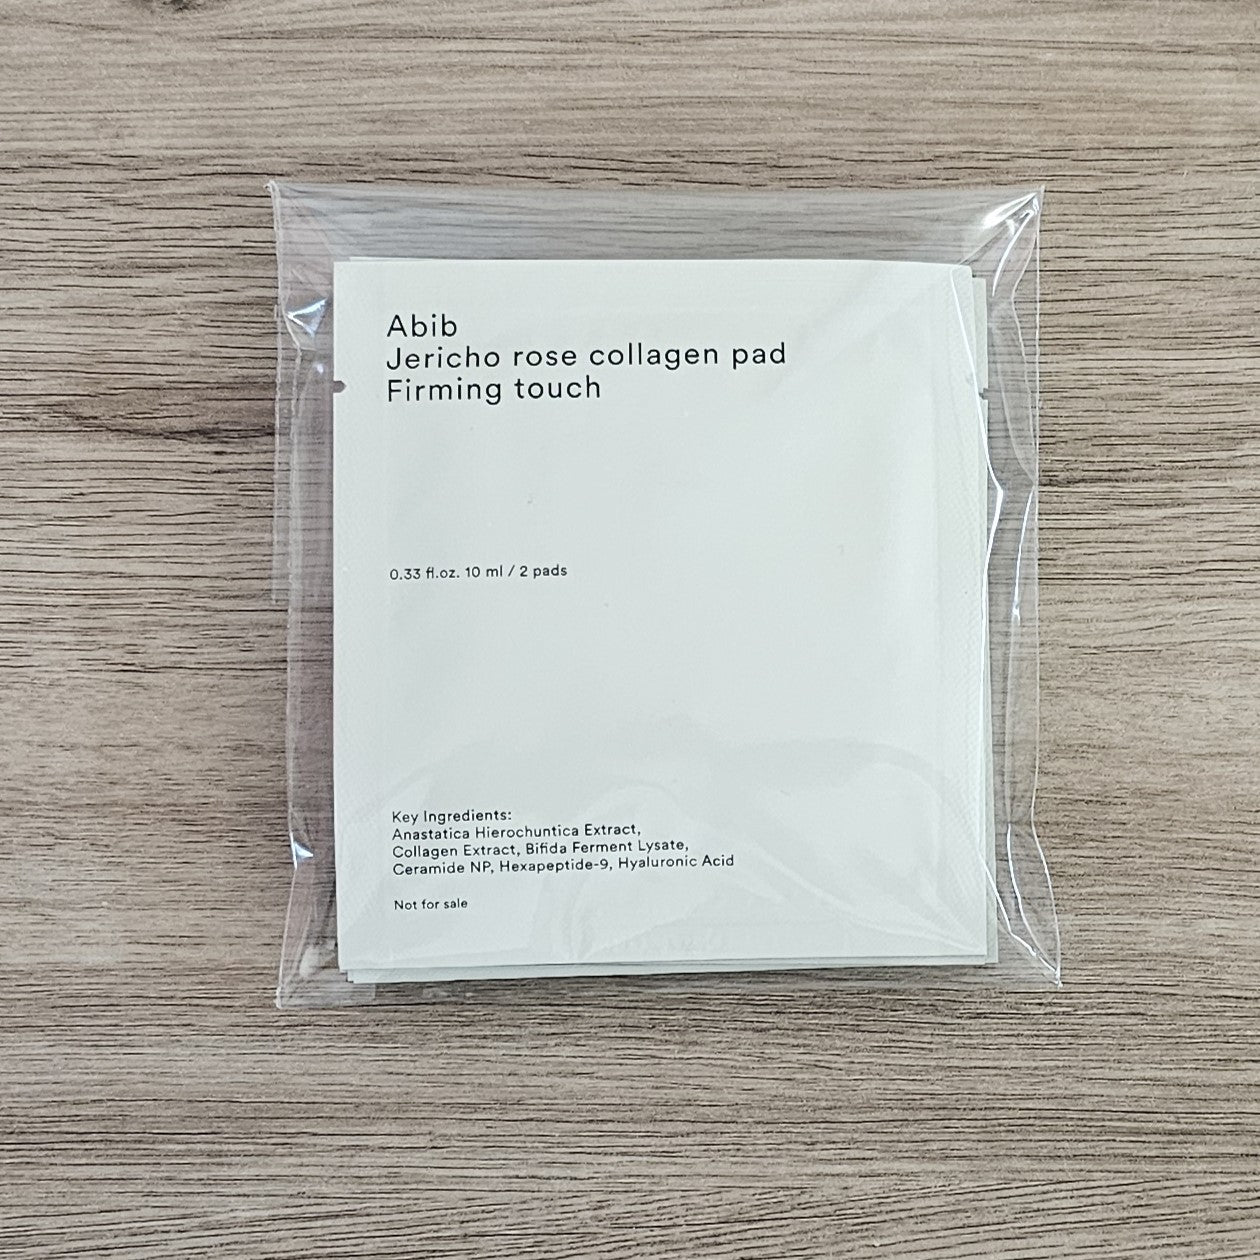 Abib
Jericho rose collagen pad
Firming touch
0.33 fl.oz. 10 ml / 2 pads
Key Ingredients:
Anastatica Hierochuntica Extract,
Collagen Extract, Bifida Ferment Lysate,
Ceramide NP, Hexapeptide-9, Hyaluronic Acid
Not for sale